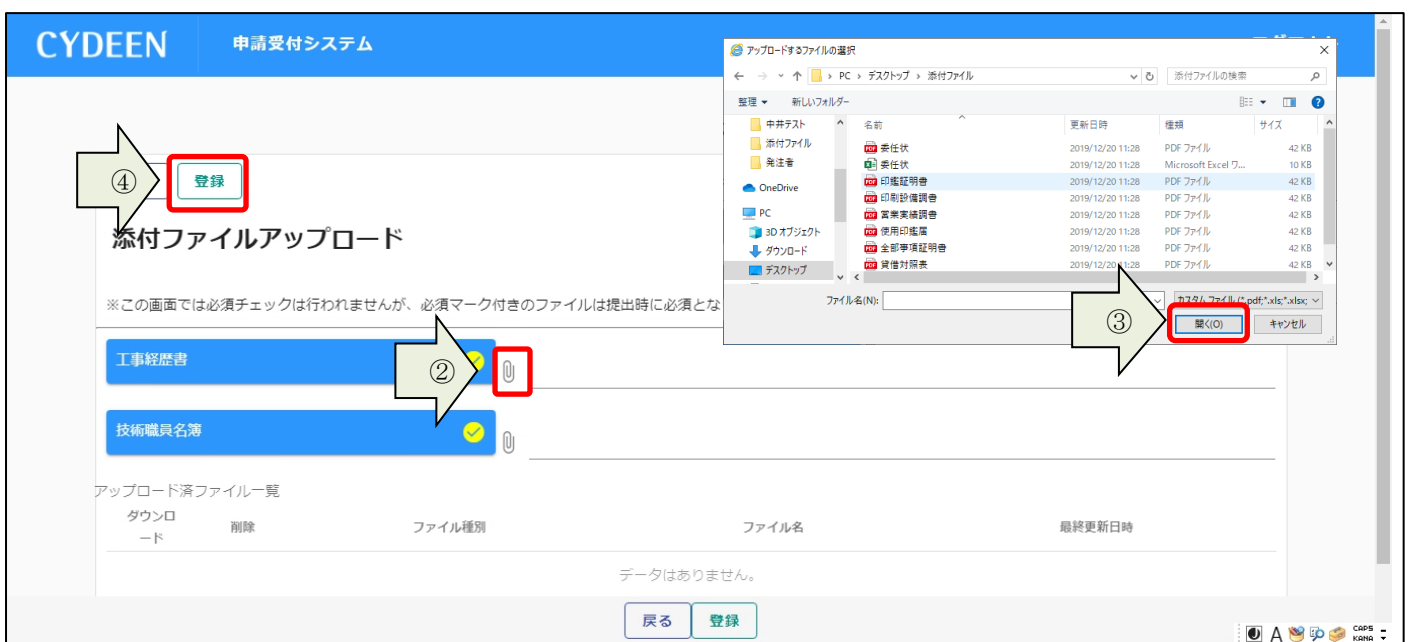 CYDEEN 申請受付システム
④
登録
添付ファイルアップロード
※この画面では必須チェックは行われませんが、必須マーク付きのファイルは提出時に必須とな
工事経歴書
②
技術職員名簿
アップロード済ファイル一覧
ダウンロ
ード
削除
ファイル種別
ファイル名
最終更新日時
データはありません。
戻る
登録
アップロードするファイルの選択
PC › デスクトップ › 添付ファイル
添付ファイルの検索
整理 新しいフォルダー
中井テスト
添付ファイル
発注者
OneDrive
PC
3D オブジェクト
ダウンロード
デスクトップ
名前 更新日時 種類 サイズ
委任状 2019/12/20 11:28 PDF ファイル 42 KB
委任状 2019/12/20 11:28 Microsoft Excel ワ... 10 KB
印鑑証明書 2019/12/20 11:28 PDF ファイル 42 KB
印刷設備調書 2019/12/20 11:28 PDF ファイル 42 KB
営業実績調書 2019/12/20 11:28 PDF ファイル 42 KB
使用印鑑届 2019/12/20 11:28 PDF ファイル 42 KB
全部事項証明書 2019/12/20 11:28 PDF ファイル 42 KB
貸借対照表 2019/12/20 11:28 PDF ファイル 42 KB
ファイル名(N):
カスタム ファイル (*.pdf;*.xls;*.xlsx;
③
開く(O)
キャンセル
A
CAPS
KANA